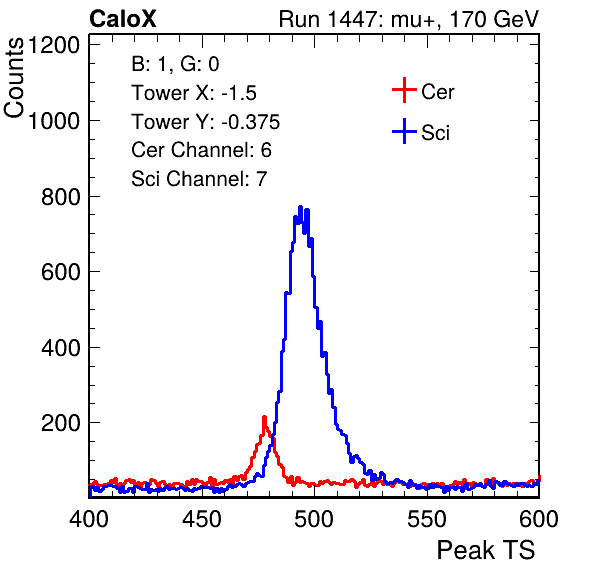 CaloX
Run 1447: mu+, 170 GeV
Counts
1200
1000
800
600
400
200
B: 1, G: 0
Tower X: -1.5
Tower Y: -0.375
Cer Channel: 6
Sci Channel: 7
Cer
Sci
400 450 500 550 600
Peak TS